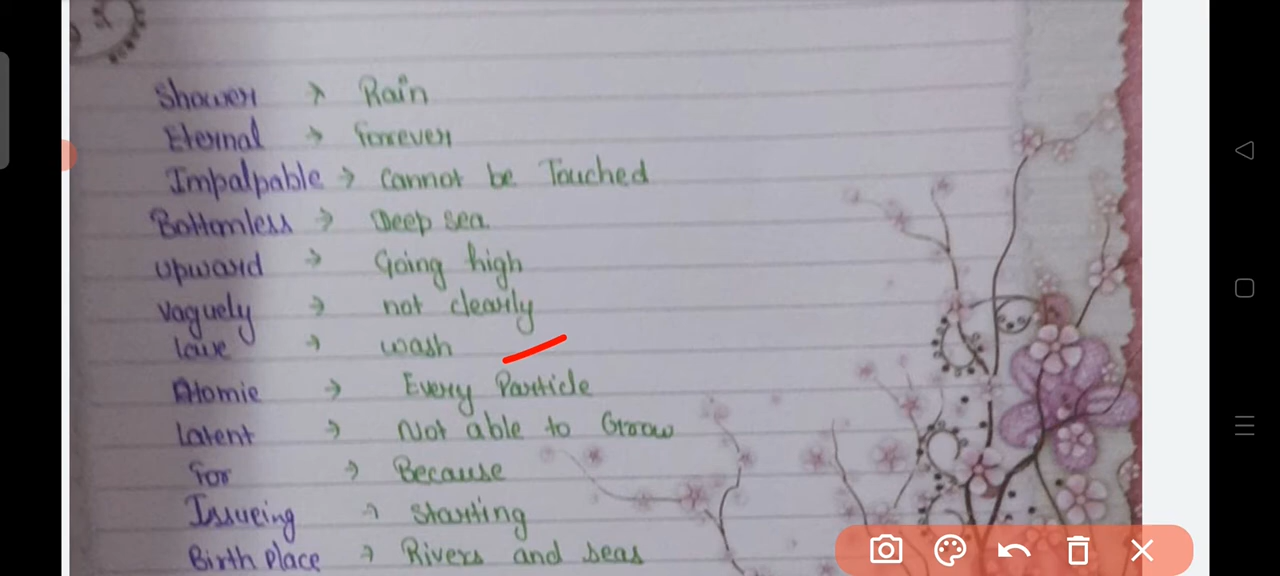 Shower → Rain
Eternal → forever
Impalpable → Cannot be Touched
Bottomless → Deep sea
Upward → Going high
Vaguely → not clearly
lave → wash
Atomie → Every Particle
Latent → Not able to Grow
for → Because
Issueing → Starting
Birth Place → Rivers and seas